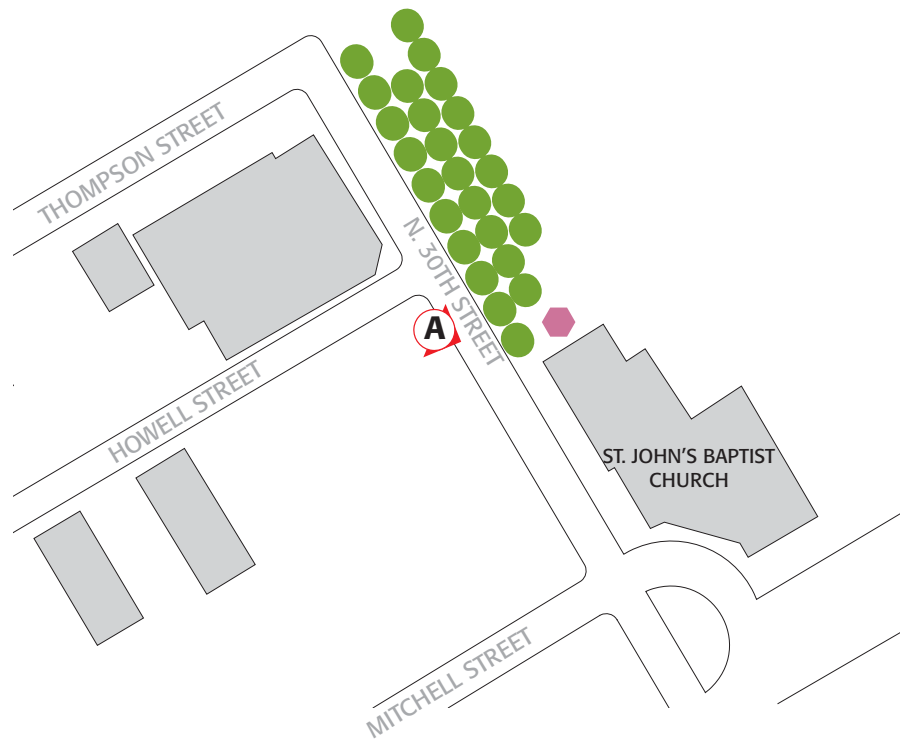 THOMPSON STREET
N. 30TH STREET
A
HOWELL STREET
ST. JOHN'S BAPTIST
CHURCH
MITCHELL STREET